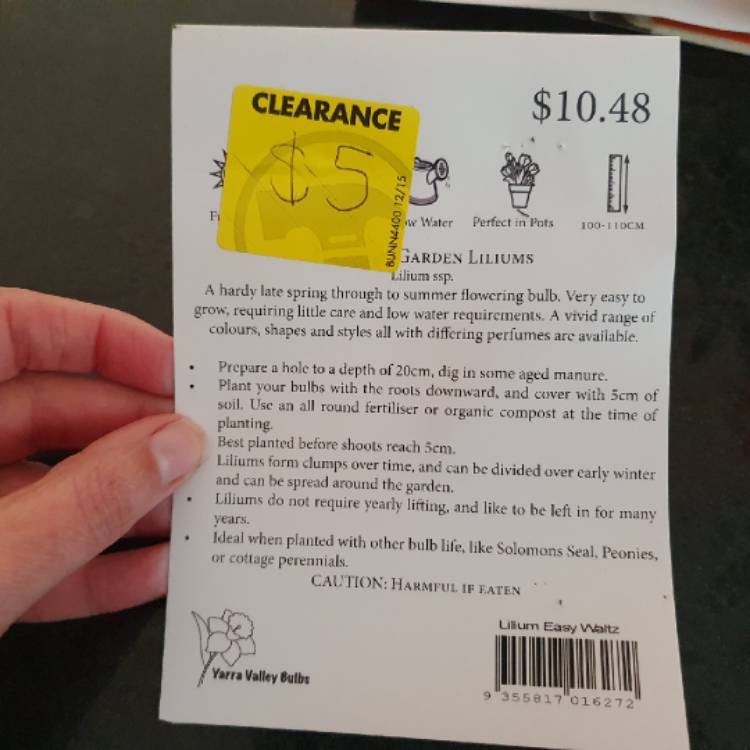 CLEARANCE
$5
BUNN4400 12/15
$10.48
Water
Perfect in Pots
100-110CM
GARDEN LILIUMS
Lilium ssp.
A hardy late spring through to summer flowering bulb. Very easy to
grow, requiring little care and low water requirements. A vivid range of
colours, shapes and styles all with differing perfumes are available.
• Prepare a hole to a depth of 20cm, dig in some aged manure.
• Plant your bulbs with the roots downward, and cover with 5cm of
soil. Use an all round fertiliser or organic compost at the time of
planting.
Best planted before shoots reach 5cm.
Liliums form clumps over time, and can be divided over early winter
and can be spread around the garden.
• Liliums do not require yearly lifting, and like to be left in for many
years.
• Ideal when planted with other bulb life, like Solomons Seal, Peonies,
or cottage perennials.
CAUTION: HARMFUL IF EATEN
Yarra Valley Bulbs
Lilium Easy Waltz
9 355817 016272